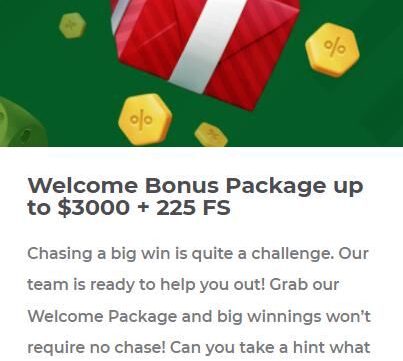 Welcome Bonus Package up
to $3000 + 225 FS
Chasing a big win is quite a challenge. Our
team is ready to help you out! Grab our
Welcome Package and big winnings won’t
require no chase! Can you take a hint what